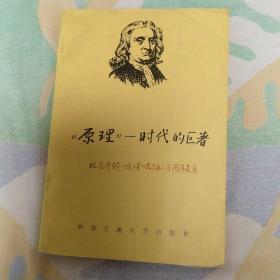 《原理》—时代的巨著
纪念牛顿《原理》出版三百周年文集
西南交通大学出版社